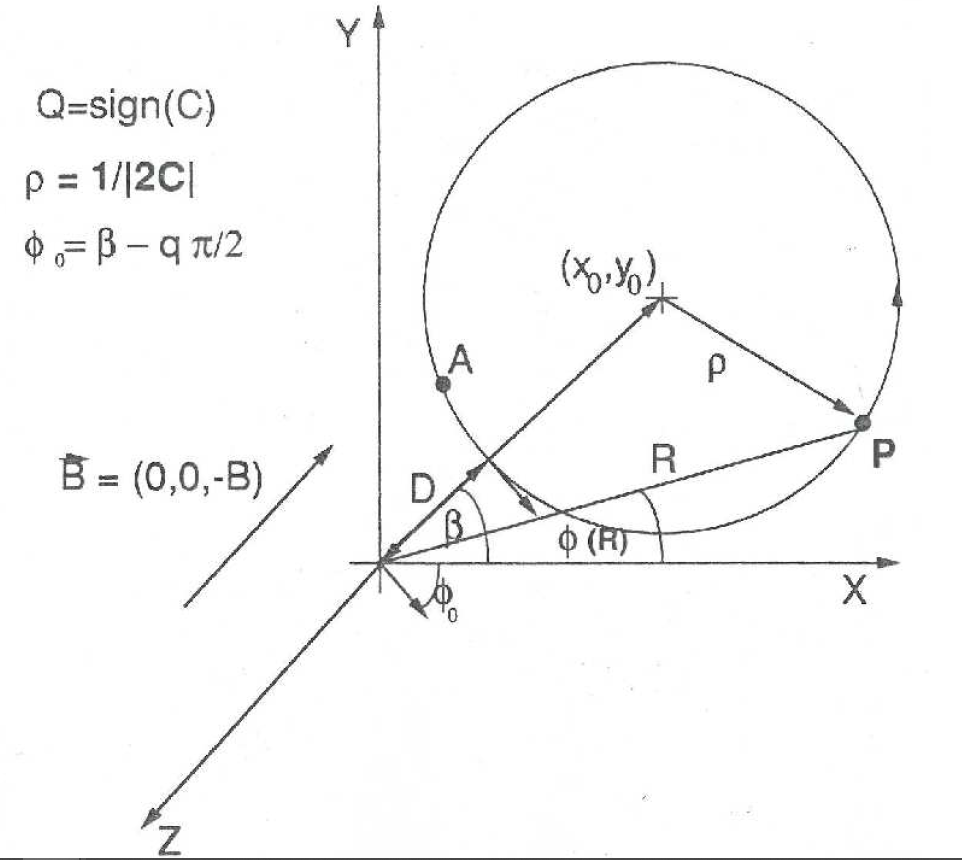 Y
Q=sign(C)
ρ = 1/|2C|
ϕ₀= β − q π/2
(x₀,y₀)
A
ρ
P
B⃗ = (0,0,-B)
D
R
β
ϕ (R)
X
ϕ₀
Z